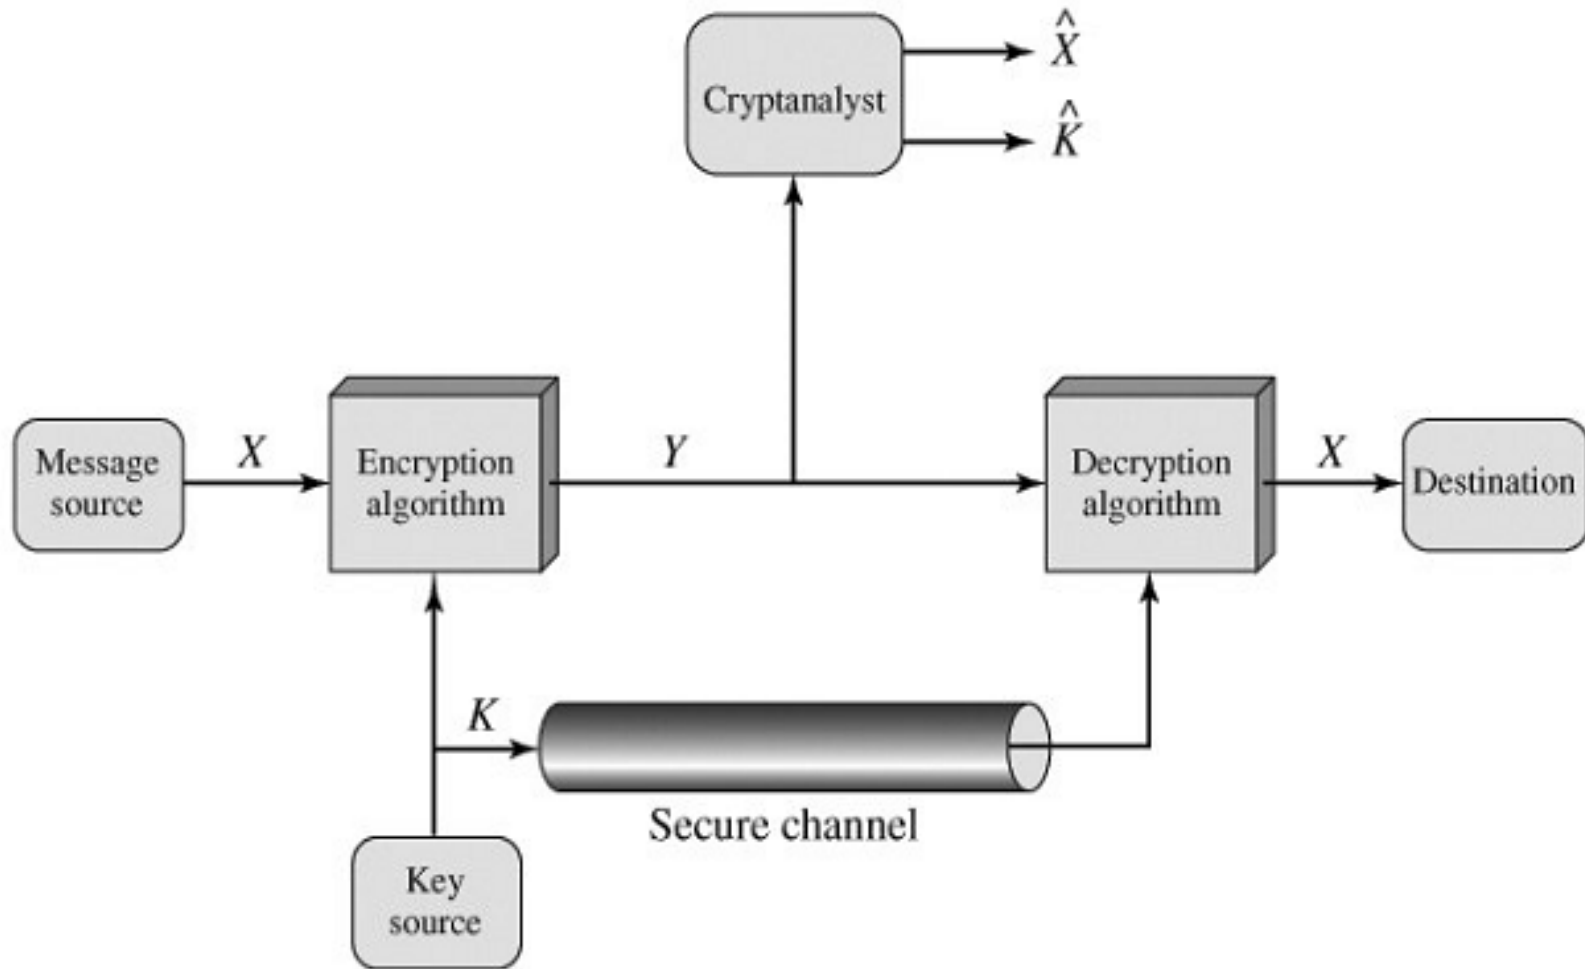 X̂
Cryptanalyst
K̂
Message
source
X
Encryption
algorithm
Y
Decryption
algorithm
X
Destination
K
Secure channel
Key
source